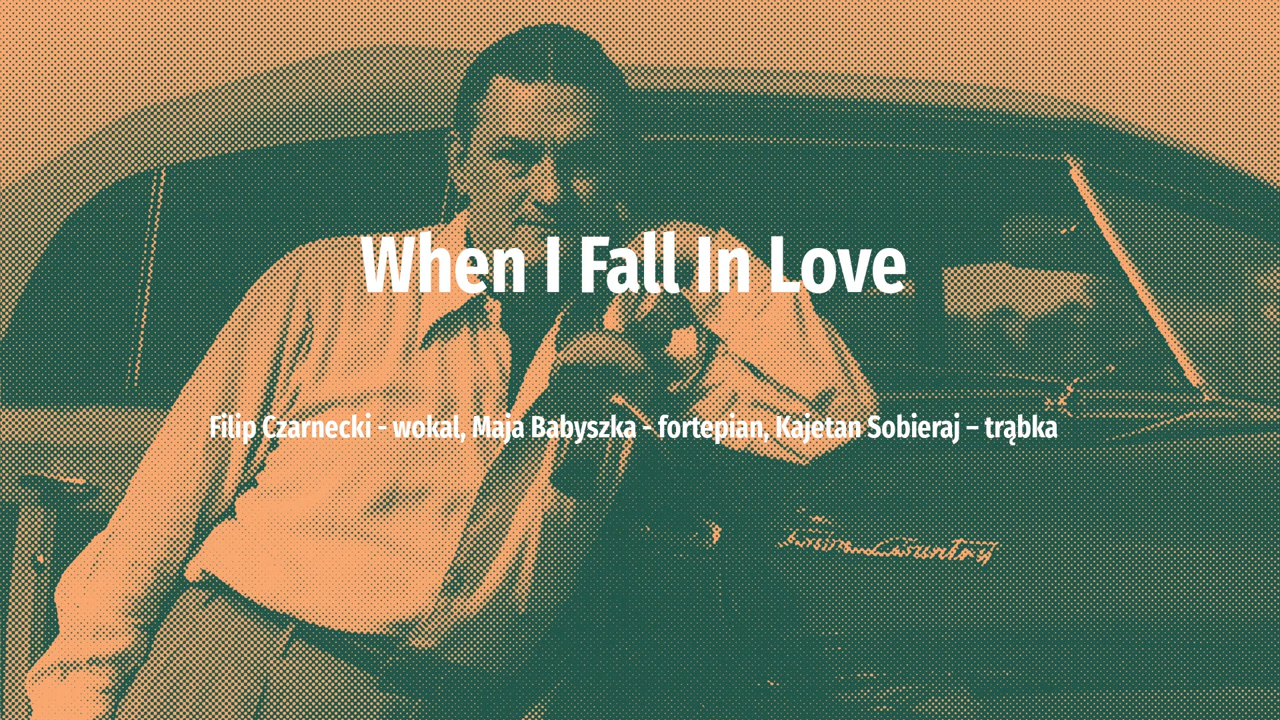 When I Fall In Love
Filip Czarnecki - wokal, Maja Babyszka - fortepian, Kajetan Sobieraj – trąbka